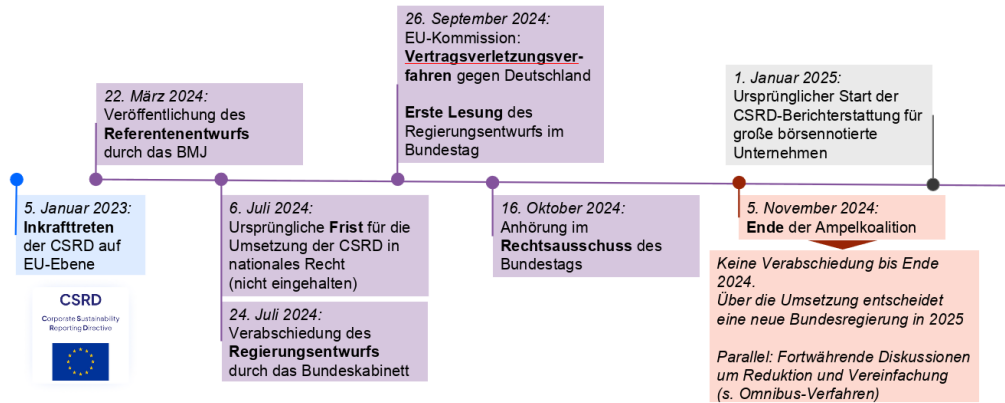 26. September 2024:
EU-Kommission:
Vertragsverletzungsver-
fahren gegen Deutschland
Erste Lesung des
Regierungsentwurfs im
Bundestag
22. März 2024:
Veröffentlichung des
Referentenentwurfs
durch das BMJ
1. Januar 2025:
Ursprünglicher Start der
CSRD-Berichterstattung für
große börsennotierte
Unternehmen
5. Januar 2023:
Inkrafttreten
der CSRD auf
EU-Ebene
6. Juli 2024:
Ursprüngliche Frist für die
Umsetzung der CSRD in
nationales Recht
(nicht eingehalten)
24. Juli 2024:
Verabschiedung des
Regierungsentwurfs
durch das Bundeskabinett
16. Oktober 2024:
Anhörung im
Rechtsausschuss des
Bundestags
5. November 2024:
Ende der Ampelkoalition
Keine Verabschiedung bis Ende
2024.
Über die Umsetzung entscheidet
eine neue Bundesregierung in 2025
Parallel: Fortwährende Diskussionen
um Reduktion und Vereinfachung
(s. Omnibus-Verfahren)
CSRD
Corporate Sustainability
Reporting Directive